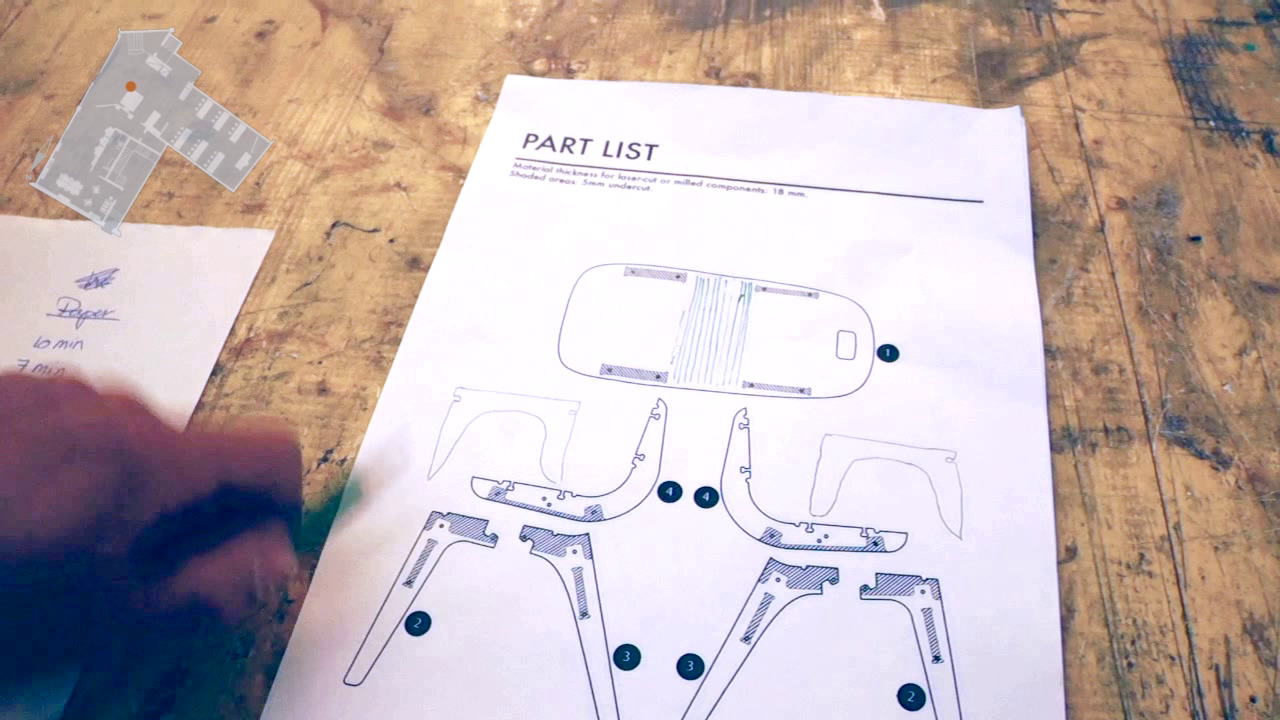 PART LIST
Material thickness for laser-cut or milled components: 18 mm.
Shaded areas: 5mm undercut.
1
4 4
2
3 3
2
Paper
10 min
7 min